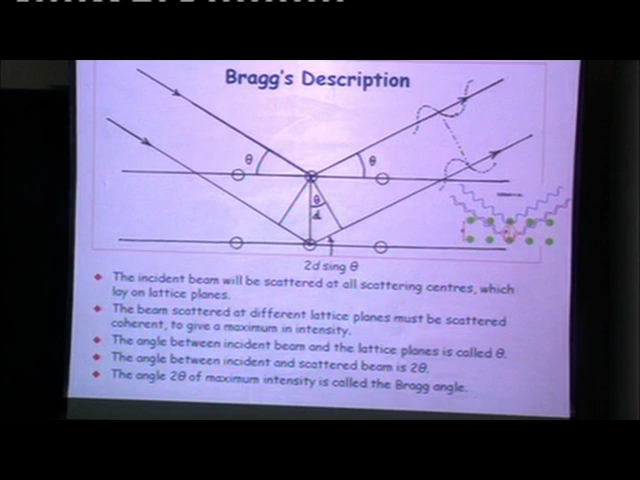 Bragg's Description
θ
θ
θ
d
2d sing θ
The incident beam will be scattered at all scattering centres, which
lay on lattice planes.
The beam scattered at different lattice planes must be scattered
coherent, to give a maximum in intensity.
The angle between incident beam and the lattice planes is called θ.
The angle between incident and scattered beam is 2θ.
The angle 2θ of maximum intensity is called the Bragg angle.